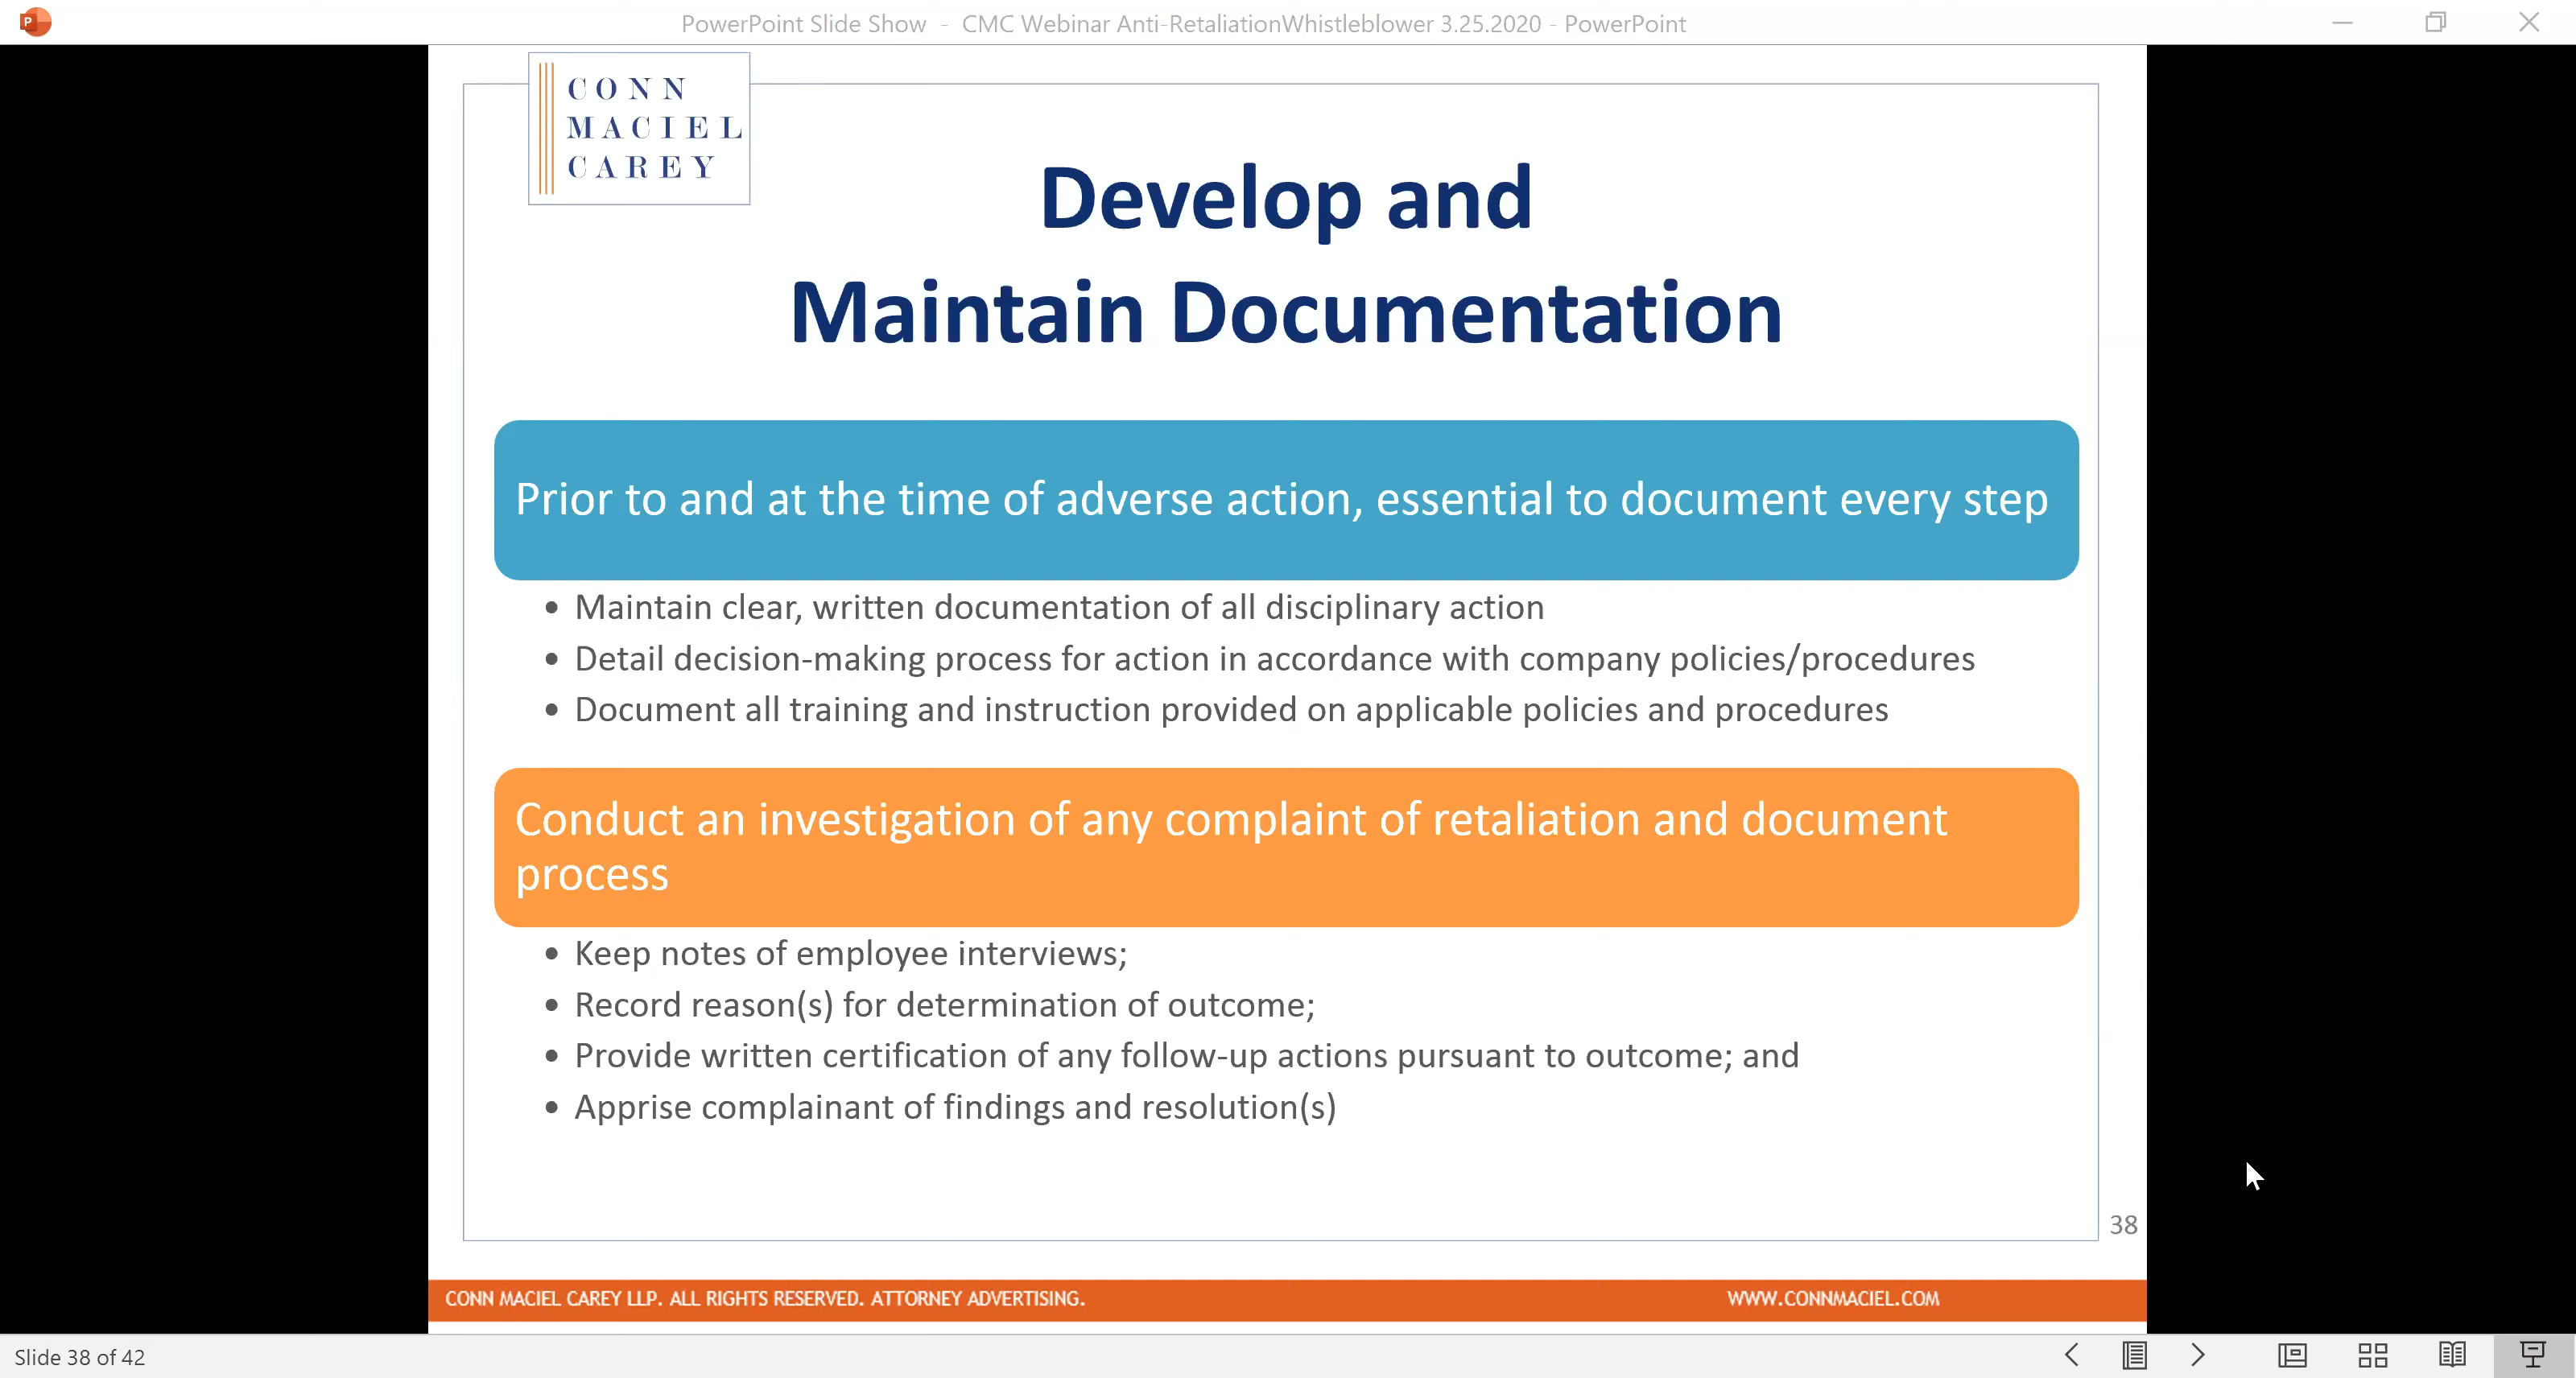 PowerPoint Slide Show - CMC Webinar Anti-RetaliationWhistleblower 3.25.2020 - PowerPoint
CONN
MACIEL
CAREY
Develop and
Maintain Documentation
Prior to and at the time of adverse action, essential to document every step
• Maintain clear, written documentation of all disciplinary action
• Detail decision-making process for action in accordance with company policies/procedures
• Document all training and instruction provided on applicable policies and procedures
Conduct an investigation of any complaint of retaliation and document
process
• Keep notes of employee interviews;
• Record reason(s) for determination of outcome;
• Provide written certification of any follow-up actions pursuant to outcome; and
• Apprise complainant of findings and resolution(s)
38
CONN MACIEL CAREY LLP. ALL RIGHTS RESERVED. ATTORNEY ADVERTISING.
WWW.CONNMACIEL.COM
Slide 38 of 42